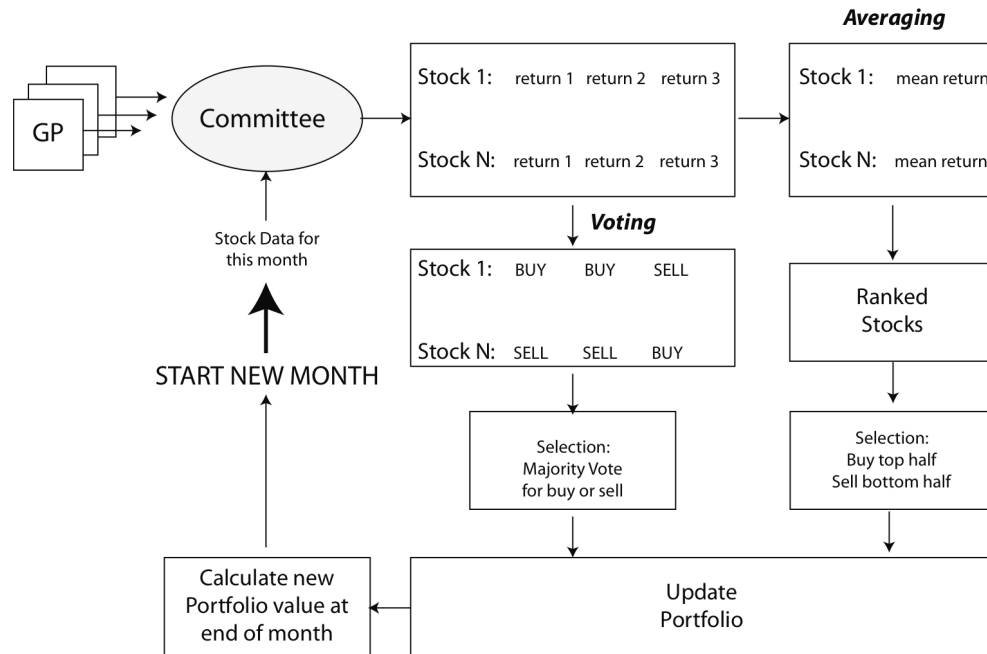 Averaging
GP
Committee
Stock 1: return 1 return 2 return 3
Stock N: return 1 return 2 return 3
Stock 1: mean return
Stock N: mean return
Voting
Stock Data for
this month
START NEW MONTH
Stock 1: BUY BUY SELL
Stock N: SELL SELL BUY
Ranked
Stocks
Selection:
Majority Vote
for buy or sell
Selection:
Buy top half
Sell bottom half
Calculate new
Portfolio value at
end of month
Update
Portfolio